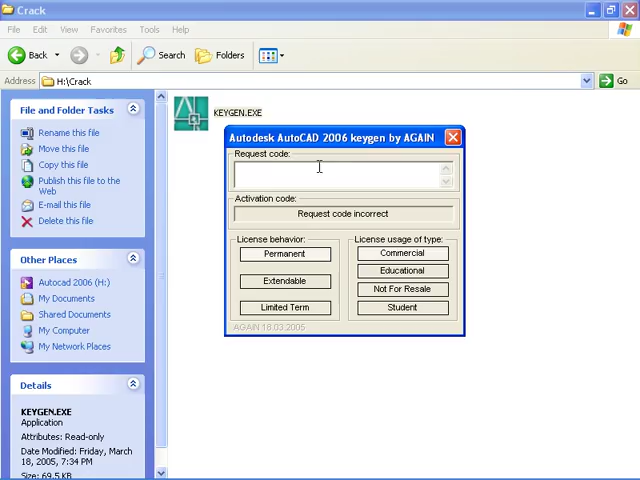 Crack
File Edit View Favorites Tools Help
Back Search Folders
Address H:\Crack Go
File and Folder Tasks
Rename this file
Move this file
Copy this file
Publish this file to the
Web
E-mail this file
Delete this file
Other Places
Autocad 2006 (H:)
My Documents
Shared Documents
My Computer
My Network Places
Details
KEYGEN.EXE
Application
Attributes: Read-only
Date Modified: Friday, March
18, 2005, 7:34 PM
Size: 69.5 KB
KEYGEN.EXE
Autodesk AutoCAD 2006 keygen by AGAIN
Request code:
Activation code:
Request code incorrect
License behavior:
Permanent
Extendable
Limited Term
License usage of type:
Commercial
Educational
Not For Resale
Student
AGAIN 18.03.2005